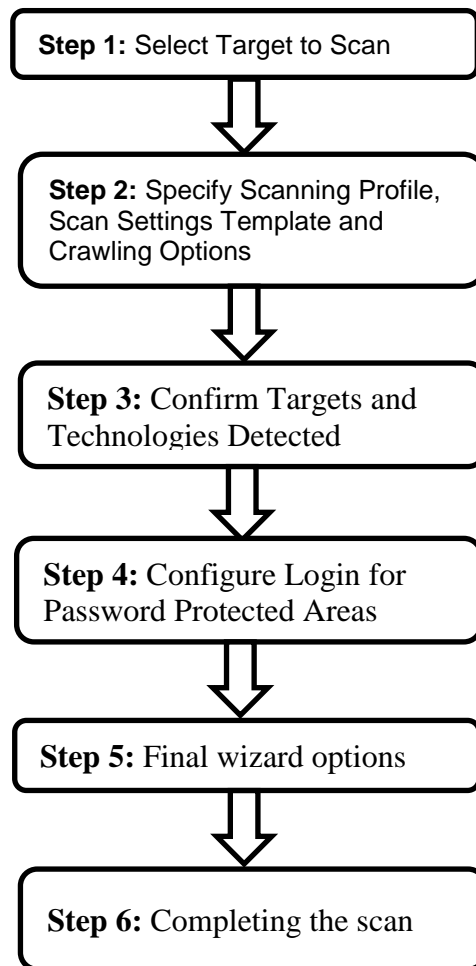 Step 1: Select Target to Scan
Step 2: Specify Scanning Profile,
Scan Settings Template and
Crawling Options
Step 3: Confirm Targets and
Technologies Detected
Step 4: Configure Login for
Password Protected Areas
Step 5: Final wizard options
Step 6: Completing the scan